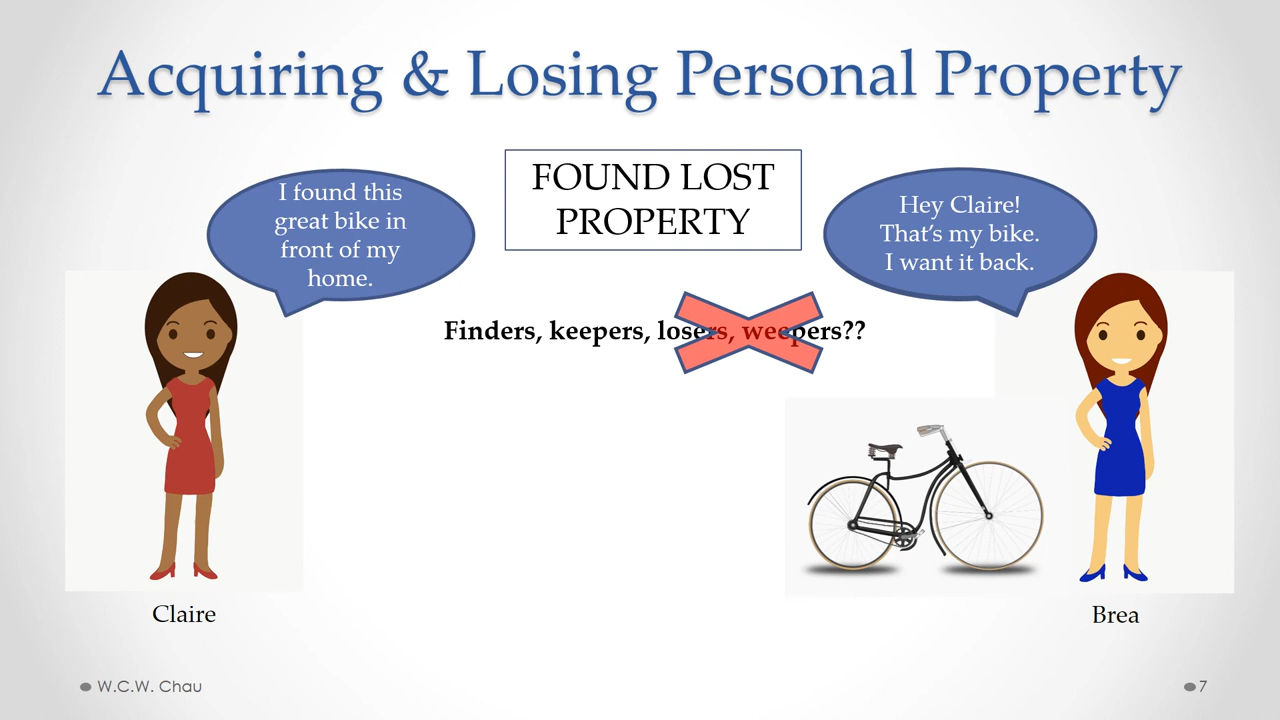 Acquiring & Losing Personal Property
FOUND LOST
PROPERTY
I found this
great bike in
front of my
home.
Hey Claire!
That’s my bike.
I want it back.
Finders, keepers, losers, weepers??
Claire
Brea
W.C.W. Chau
7